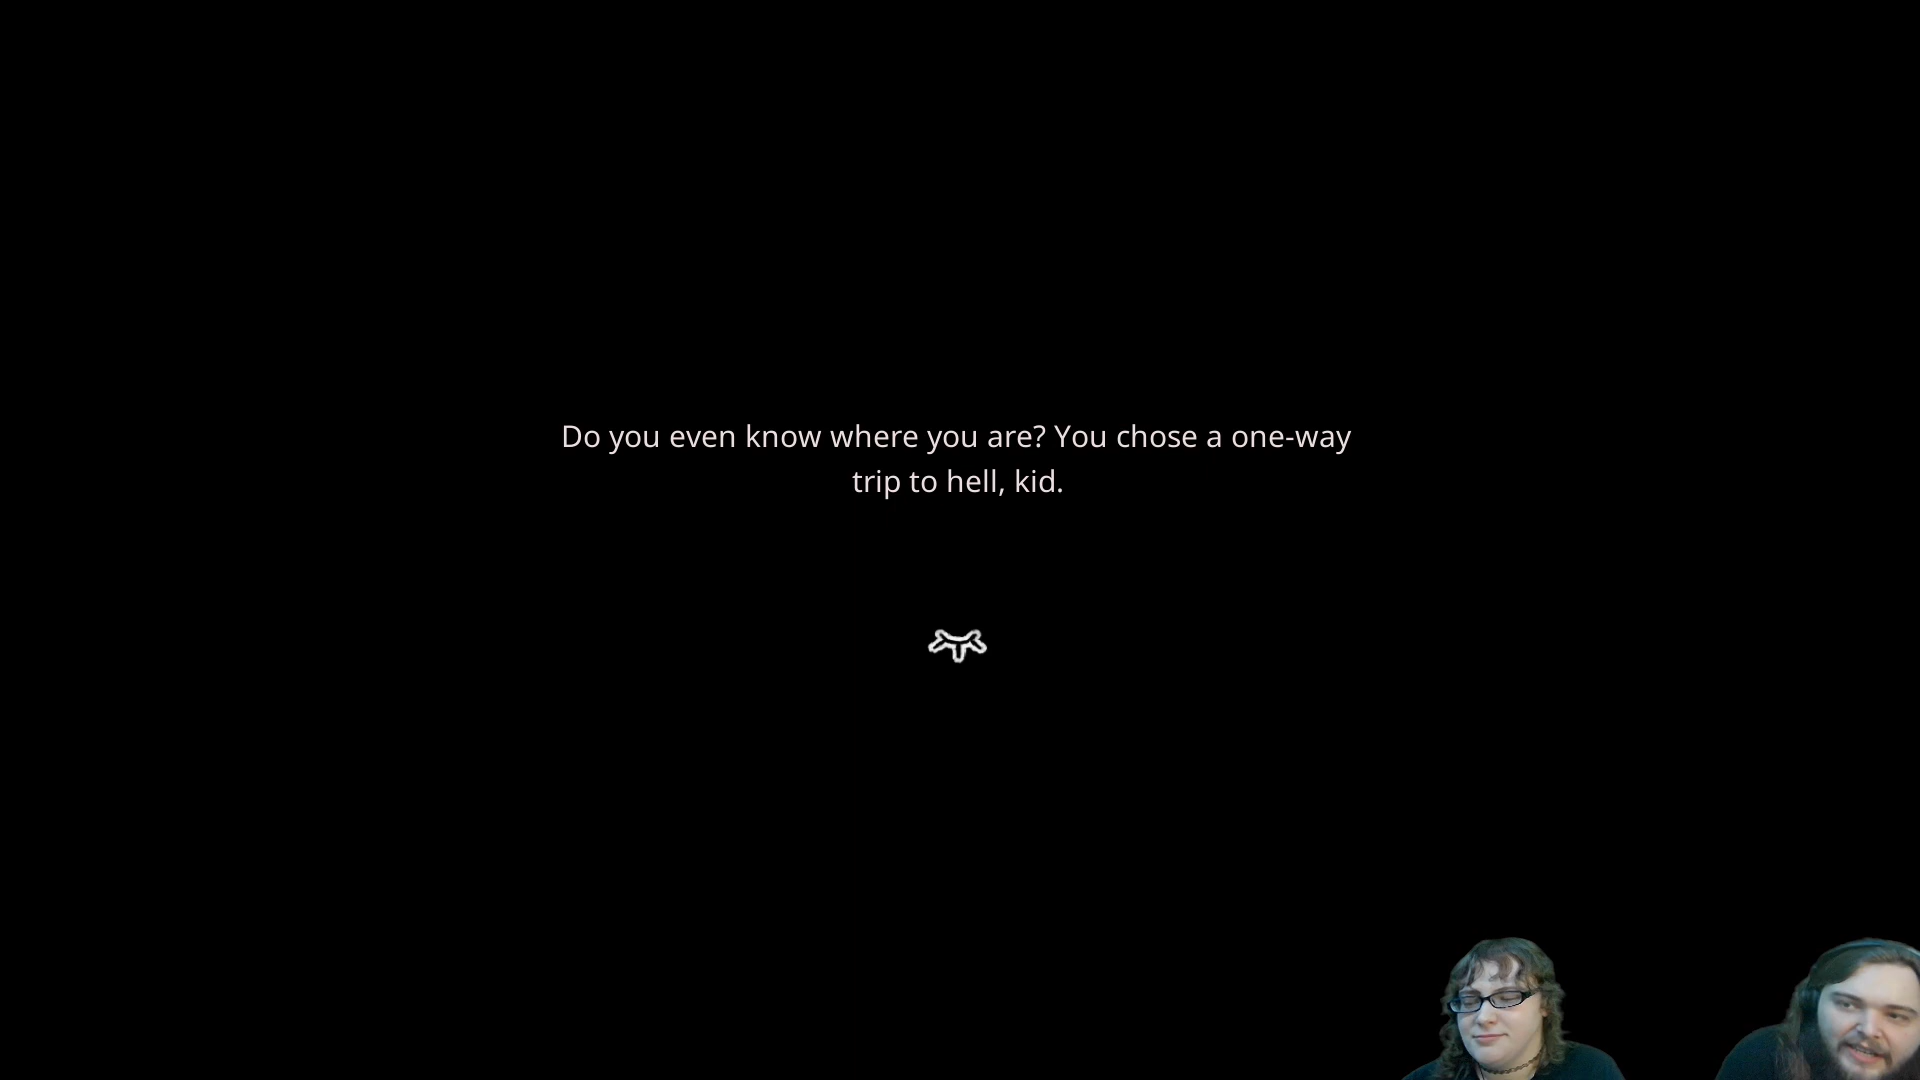 Do you even know where you are? You chose a one-way
trip to hell, kid.